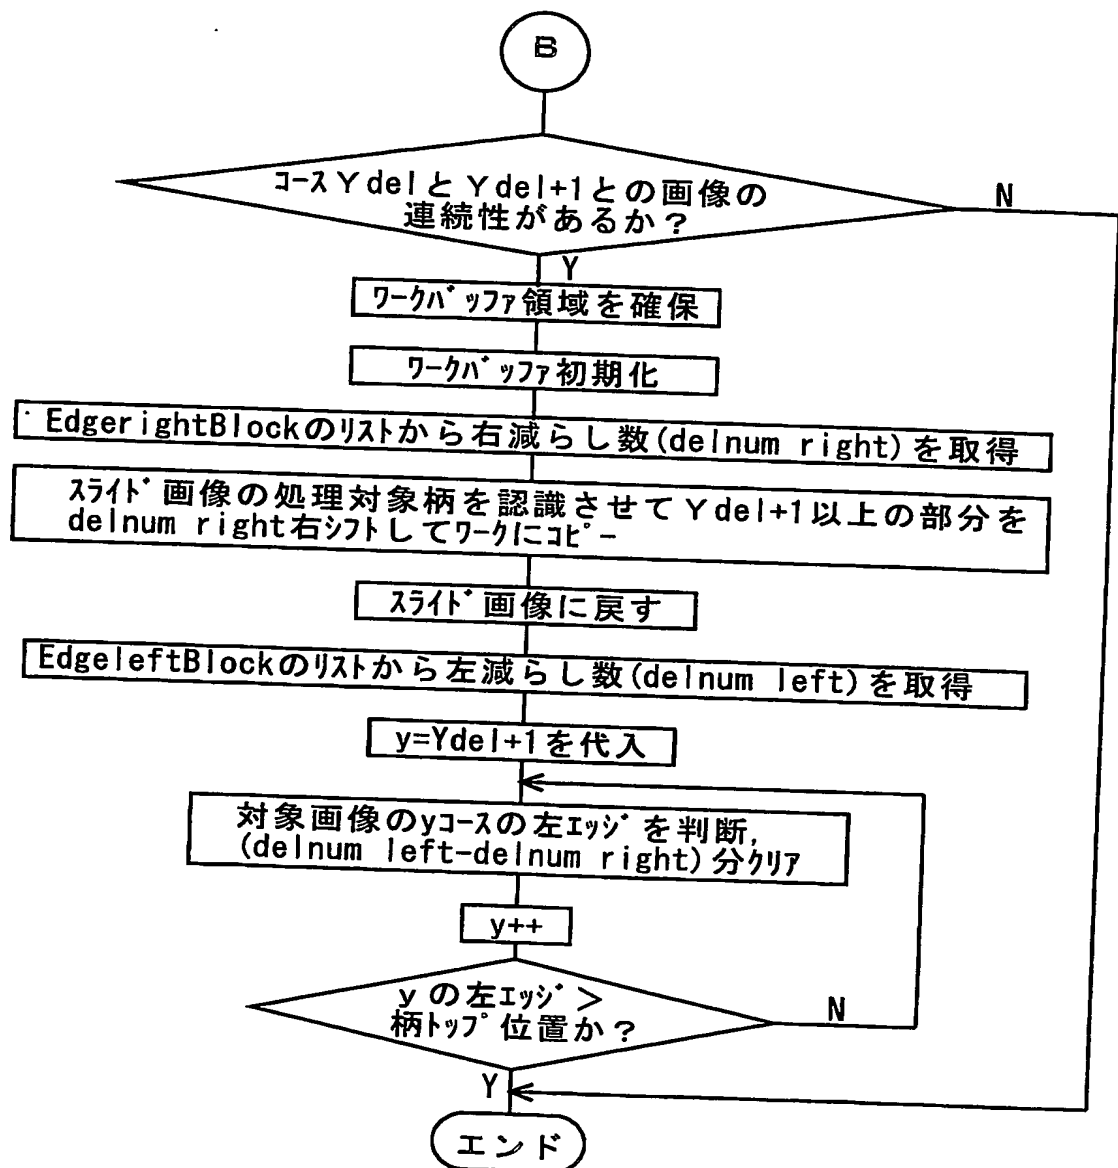 B
コースYdelとYdel+1との画像の
連続性があるか?
N
Y
ワークバッファ領域を確保
ワークバッファ初期化
EdgerightBlockのリストから右減らし数(delnum right)を取得
スライド画像の処理対象柄を認識させてYdel+1以上の部分を
delnum right右シフトしてワークにコピー
スライド画像に戻す
EdgeleftBlockのリストから左減らし数(delnum left)を取得
y=Ydel+1を代入
対象画像のyコースの左エッジを判断,
(delnum left-delnum right)分クリア
y++
yの左エッジ>
柄トップ位置か?
N
Y
エンド